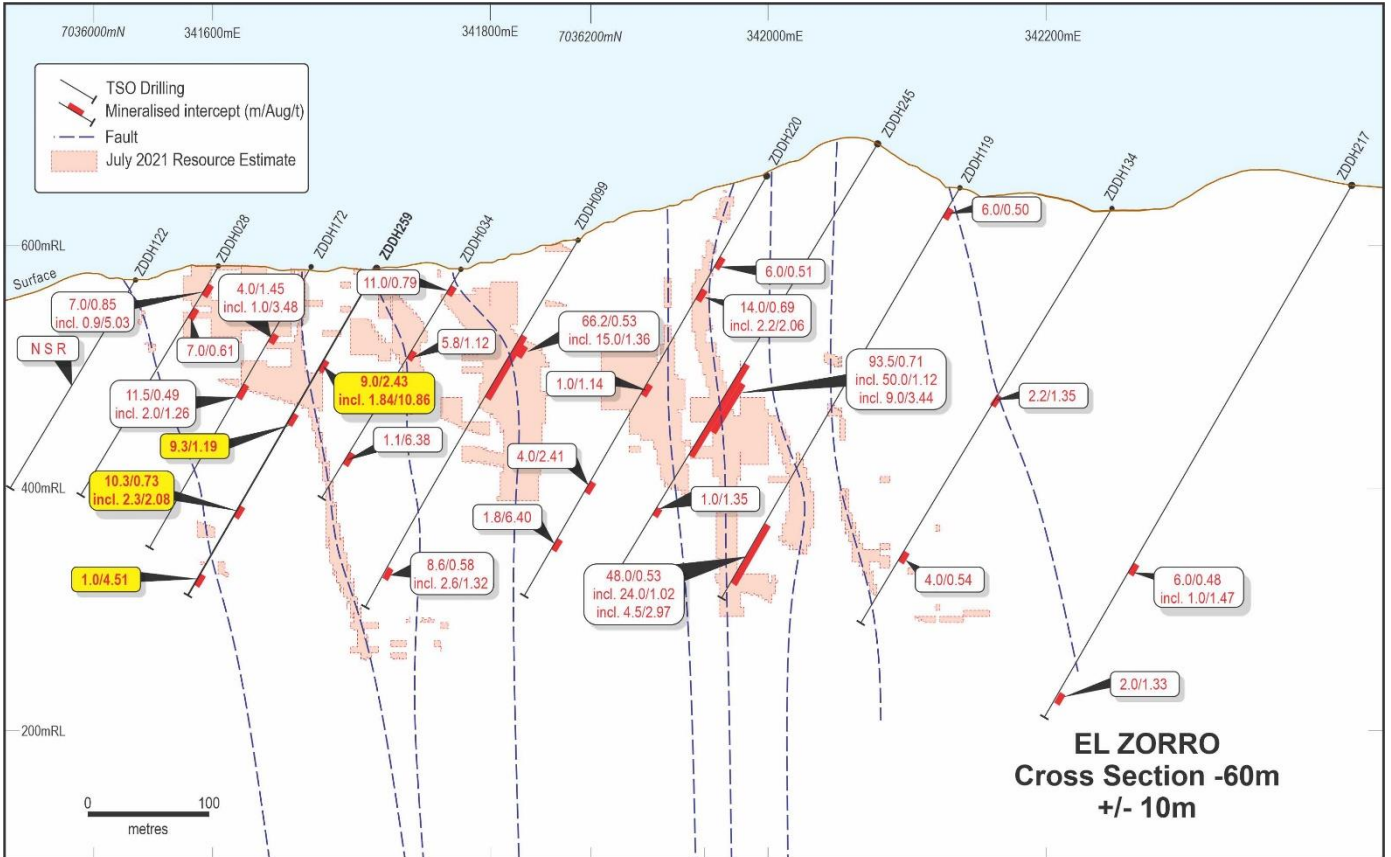 7036000mN
341600mE
341800mE
7036200mN
342000mE
342200mE
TSO Drilling
Mineralised intercept (m/Aug/t)
Fault
July 2021 Resource Estimate
ZDDH122
ZDDH028
ZDDH172
ZDDH259
ZDDH034
ZDDH099
ZDDH220
ZDDH245
ZDDH119
ZDDH134
ZDDH217
600mRL
Surface
7.0/0.85
incl. 0.9/5.03
4.0/1.45
incl. 1.0/3.48
11.0/0.79
6.0/0.50
6.0/0.51
N S R
7.0/0.61
5.8/1.12
66.2/0.53
incl. 15.0/1.36
14.0/0.69
incl. 2.2/2.06
11.5/0.49
incl. 2.0/1.26
9.0/2.43
incl. 1.84/10.86
1.0/1.14
93.5/0.71
incl. 50.0/1.12
incl. 9.0/3.44
2.2/1.35
9.3/1.19
1.1/6.38
4.0/2.41
400mRL
10.3/0.73
incl. 2.3/2.08
1.8/6.40
1.0/1.35
1.0/4.51
8.6/0.58
incl. 2.6/1.32
48.0/0.53
incl. 24.0/1.02
incl. 4.5/2.97
4.0/0.54
6.0/0.48
incl. 1.0/1.47
2.0/1.33
200mRL
EL ZORRO
Cross Section -60m
+/- 10m
0 100
metres